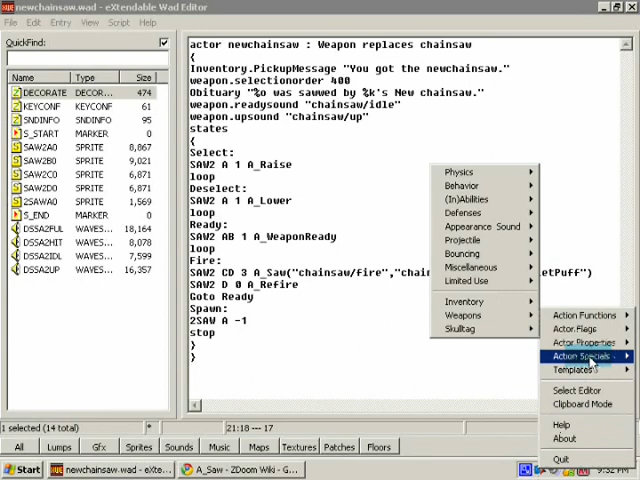 newchainsaw.wad - eXtendable Wad Editor
File Edit Entry View Script Help
QuickFind:
Name Type Size
DECORATE DECOR... 474
KEYCONF DECOR... 61
SNDINFO DECOR... 95
S_START MARKER 0
SAW2A0 SPRITE 8,867
SAW2B0 SPRITE 9,021
SAW2C0 SPRITE 6,871
SAW2D0 SPRITE 6,871
2SAWA0 SPRITE 1,569
S_END MARKER 0
DSSA2FUL WAVES... 18,164
DSSA2HIT WAVES... 8,078
DSSA2IDL WAVES... 7,599
DSSA2UP WAVES... 16,357
actor newchainsaw : Weapon replaces chainsaw
{
Inventory.PickupMessage "You got the newchainsaw."
weapon.selectionorder 400
Obituary "%o was sawwed by %k's New chainsaw."
weapon.readysound "chainsaw/idle"
weapon.upsound "chainsaw/up"
states
{
Select:
SAW2 A 1 A_Raise
loop
Deselect:
SAW2 A 1 A_Lower
loop
Ready:
SAW2 AB 1 A_WeaponReady
loop
Fire:
SAW2 CD 3 A_Saw("chainsaw/fire","chain etPuff")
SAW2 D 0 A_Refire
Goto Ready
Spawn:
2SAW A -1
stop
}
}
Physics
Behavior
(In)Abilities
Defenses
Appearance Sound
Projectile
Bouncing
Miscellaneous
Limited Use
Inventory
Weapons
Skulltag
Action Functions
Actor Flags
Actor Properties
Action Specials
Templates
Select Editor
Clipboard Mode
Help
About
Quit
1 selected (14 total) * 21:18 --- 17
All Lumps Gfx Sprites Sounds Music Maps Textures Patches Floors
Start newchainsaw.wad - eXte... A_Saw - ZDoom Wiki - G... 9:32 PM